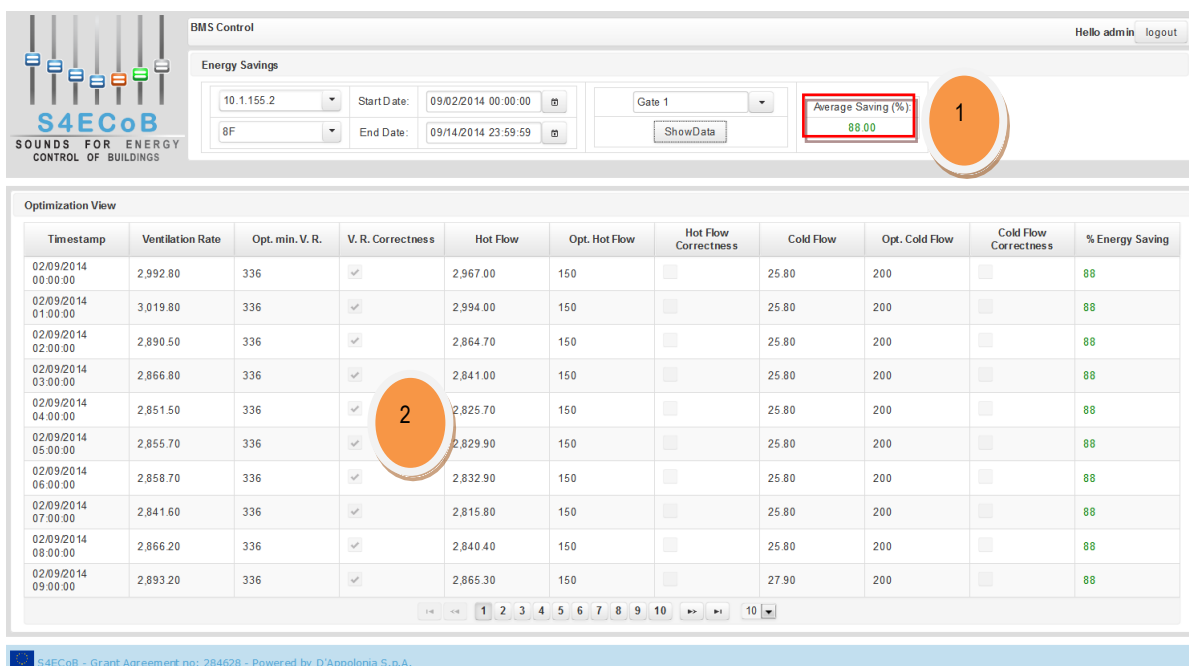 BMS Control
Hello admin logout
S4ECoB
SOUNDS FOR ENERGY
CONTROL OF BUILDINGS
Energy Savings
10.1.155.2 Start Date: 09/02/2014 00:00:00 Gate 1 Average Saving (%):
8F End Date: 09/14/2014 23:59:59 ShowData 88.00
1
Optimization View
Timestamp Ventilation Rate Opt. min. V. R. V. R. Correctness Hot Flow Opt. Hot Flow Hot Flow Correctness Cold Flow Opt. Cold Flow Cold Flow Correctness % Energy Saving
02/09/2014 00:00:00 2,992.80 336 2,967.00 150 25.80 200 88
02/09/2014 01:00:00 3,019.80 336 2,994.00 150 25.80 200 88
02/09/2014 02:00:00 2,890.50 336 2,864.70 150 25.80 200 88
02/09/2014 03:00:00 2,866.80 336 2,841.00 150 25.80 200 88
02/09/2014 04:00:00 2,851.50 336 2,825.70 150 25.80 200 88
2
02/09/2014 05:00:00 2,855.70 336 2,829.90 150 25.80 200 88
02/09/2014 06:00:00 2,858.70 336 2,832.90 150 25.80 200 88
02/09/2014 07:00:00 2,841.60 336 2,815.80 150 25.80 200 88
02/09/2014 08:00:00 2,866.20 336 2,840.40 150 25.80 200 88
02/09/2014 09:00:00 2,893.20 336 2,865.30 150 27.90 200 88
1 2 3 4 5 6 7 8 9 10 10
S4ECoB - Grant Agreement no: 284628 - Powered by D'Appolonia S.p.A.